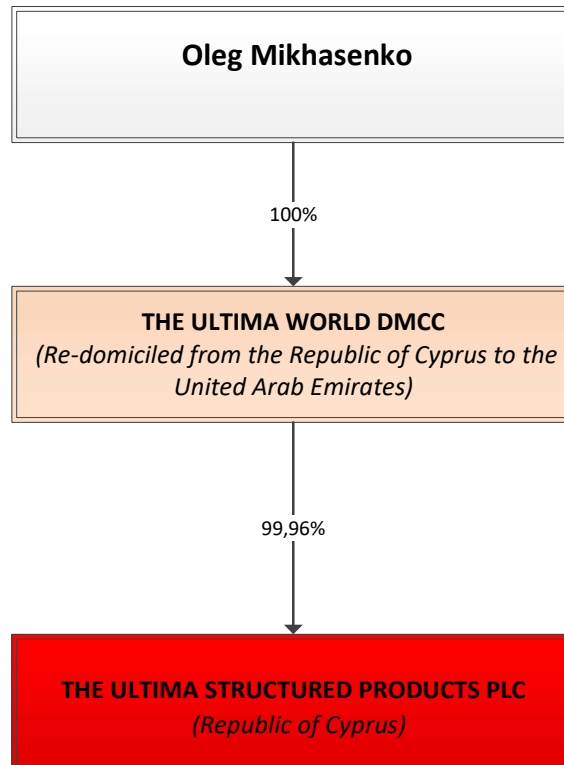 Oleg Mikhasenko
100%
THE ULTIMA WORLD DMCC
(Re-domiciled from the Republic of Cyprus to the
United Arab Emirates)
99,96%
THE ULTIMA STRUCTURED PRODUCTS PLC
(Republic of Cyprus)